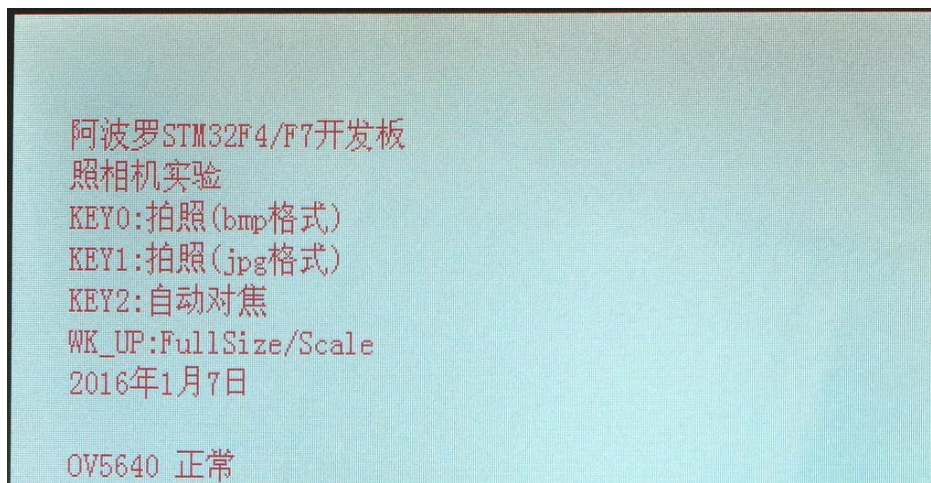 阿波罗STM32F4/F7开发板
照相机实验
KEY0:拍照(bmp格式)
KEY1:拍照(jpg格式)
KEY2:自动对焦
WK_UP:FullSize/Scale
2016年1月7日
OV5640 正常